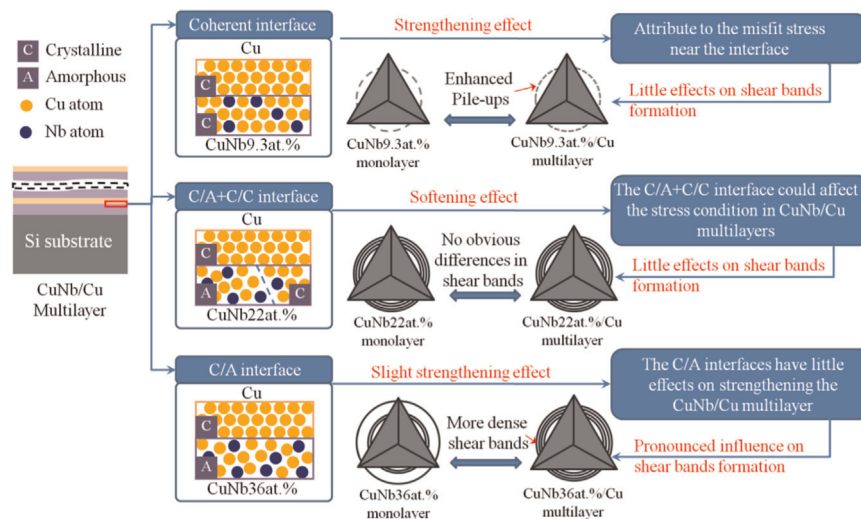 C Crystalline
A Amorphous
Cu atom
Nb atom
Si substrate
CuNb/Cu
Multilayer
Coherent interface
Cu
C
C
CuNb9.3at.%
Strengthening effect
Enhanced
Pile-ups
CuNb9.3at.%
monolayer
CuNb9.3at.%/Cu
multilayer
Attribute to the misfit stress
near the interface
Little effects on shear bands
formation
C/A+C/C interface
Cu
C
A
C
CuNb22at.%
Softening effect
No obvious
differences in
shear bands
CuNb22at.%
monolayer
CuNb22at.%/Cu
multilayer
The C/A+C/C interface could affect
the stress condition in CuNb/Cu
multilayers
Little effects on shear bands
formation
C/A interface
Cu
C
A
CuNb36at.%
Slight strengthening effect
More dense
shear bands
CuNb36at.%
monolayer
CuNb36at.%/Cu
multilayer
The C/A interfaces have little
effects on strengthening the
CuNb/Cu multilayer
Pronounced influence on
shear bands formation